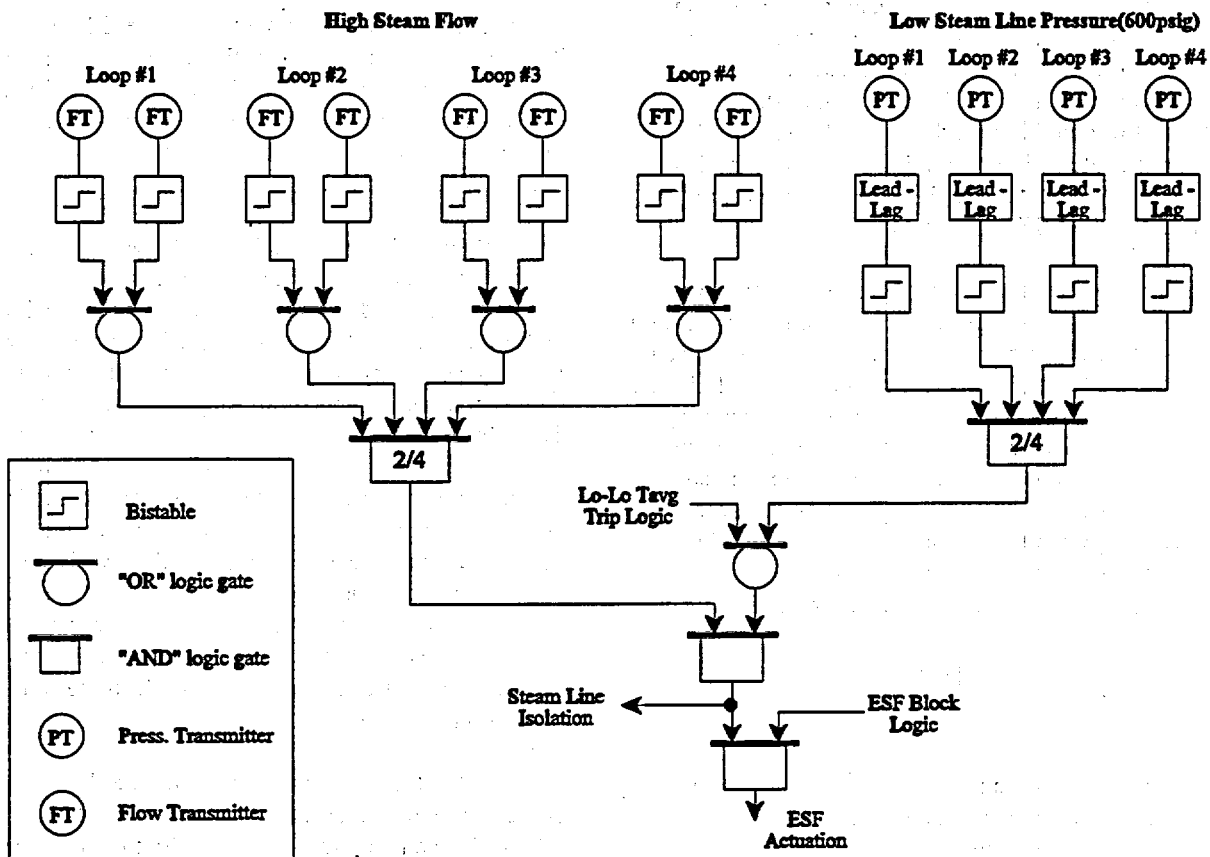 High Steam Flow
Low Steam Line Pressure(600psig)
Loop #1
Loop #2
Loop #3
Loop #4
Loop #1
Loop #2
Loop #3
Loop #4
FT
FT
FT
FT
FT
FT
FT
FT
PT
PT
PT
PT
Lead -
Lag
Lead -
Lag
Lead -
Lag
Lead -
Lag
2/4
2/4
Lo-Lo Tavg
Trip Logic
Bistable
"OR" logic gate
"AND" logic gate
PT
Press. Transmitter
FT
Flow Transmitter
Steam Line
Isolation
ESF Block
Logic
ESF
Actuation